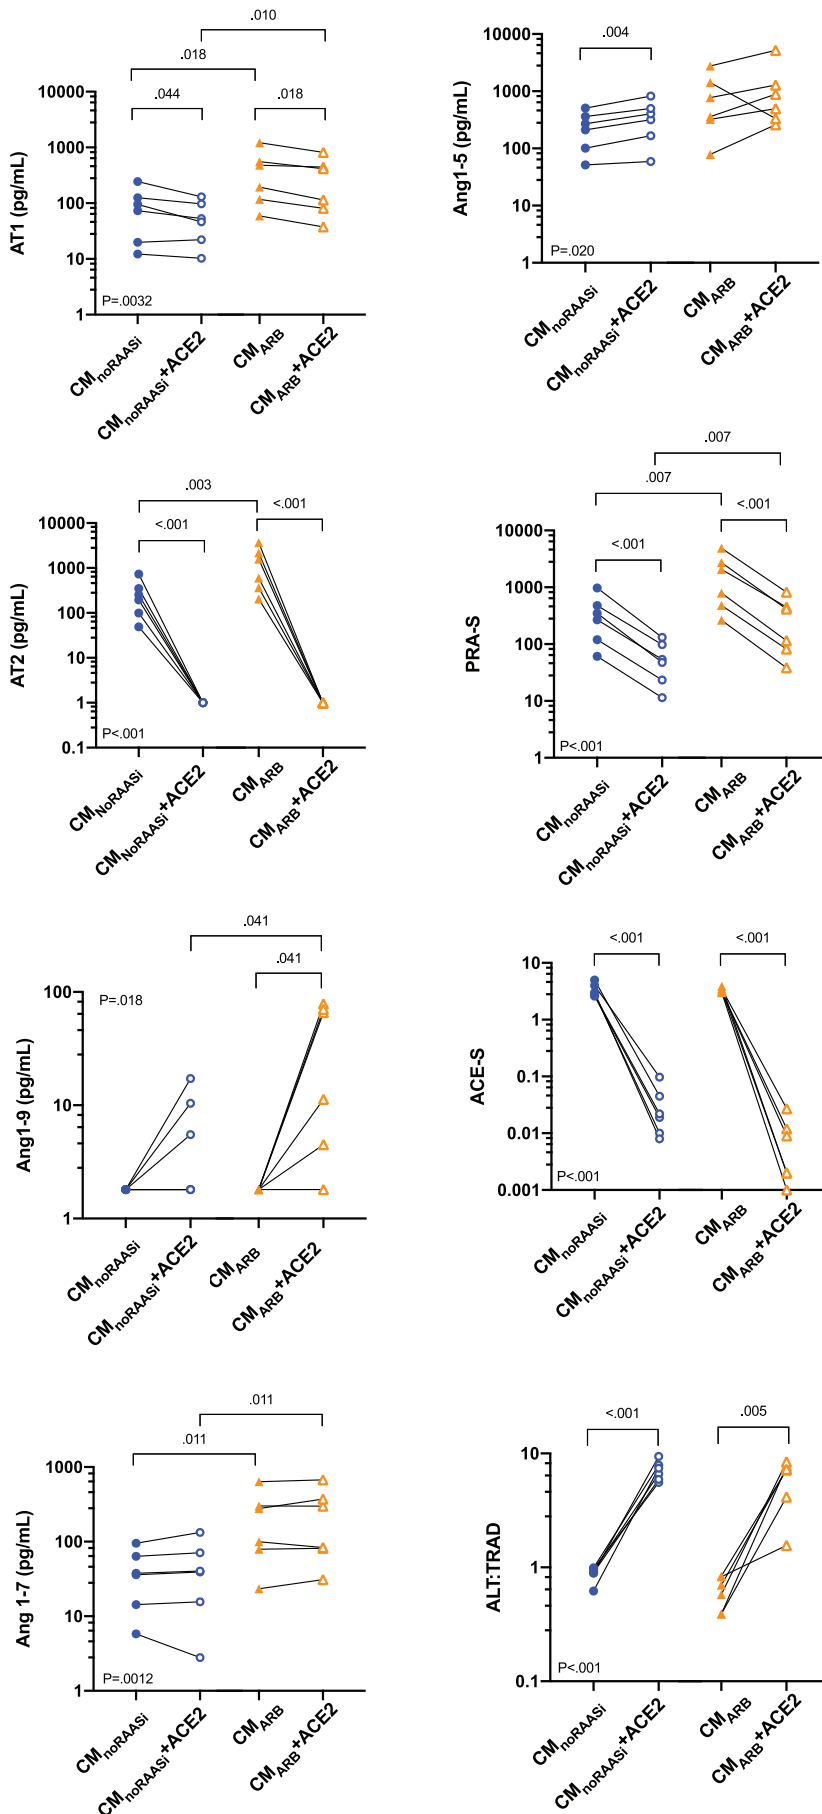 .010
.018
.044
.018
10000
1000
100
10
1
AT1 (pg/mL)
P=.0032
CMnoRAASi
CMnoRAASi+ACE2
CMARB
CMARB+ACE2
.004
10000
1000
100
10
1
Ang1-5 (pg/mL)
P=.020
CMnoRAASi
CMnoRAASi+ACE2
CMARB
CMARB +ACE2
.003
<.001
<.001
10000
1000
100
10
1
0.1
AT2 (pg/mL)
P<.001
CMNoRAASi
CMNoRAASi+ACE2
CMARB
CMARB +ACE2
.007
.007
<.001
<.001
10000
1000
100
10
1
PRA-S
P<.001
CMnoRAASi
CMnoRAASi+ACE2
CMARB
CMARB+ACE2
.041
.041
100
10
1
Ang1-9 (pg/mL)
P=.018
CMnoRAASi
CMnoRAASi+ACE2
CMARB
CMARB +ACE2
<.001
<.001
10
1
0.1
0.01
0.001
ACE-S
P<.001
CMnoRAASi
CMnoRAASi+ACE2
CMARB
CMARB+ACE2
.011
.011
1000
100
10
1
Ang 1-7 (pg/mL)
P=.0012
CMnoRAASi
CMnoRAASi+ACE2
CMARB
CMARB+ACE2
<.001
.005
10
1
0.1
ALT:TRAD
P<.001
CMnoRAASi
CMnoRAASi+ACE2
CMARB
CMARB+ACE2